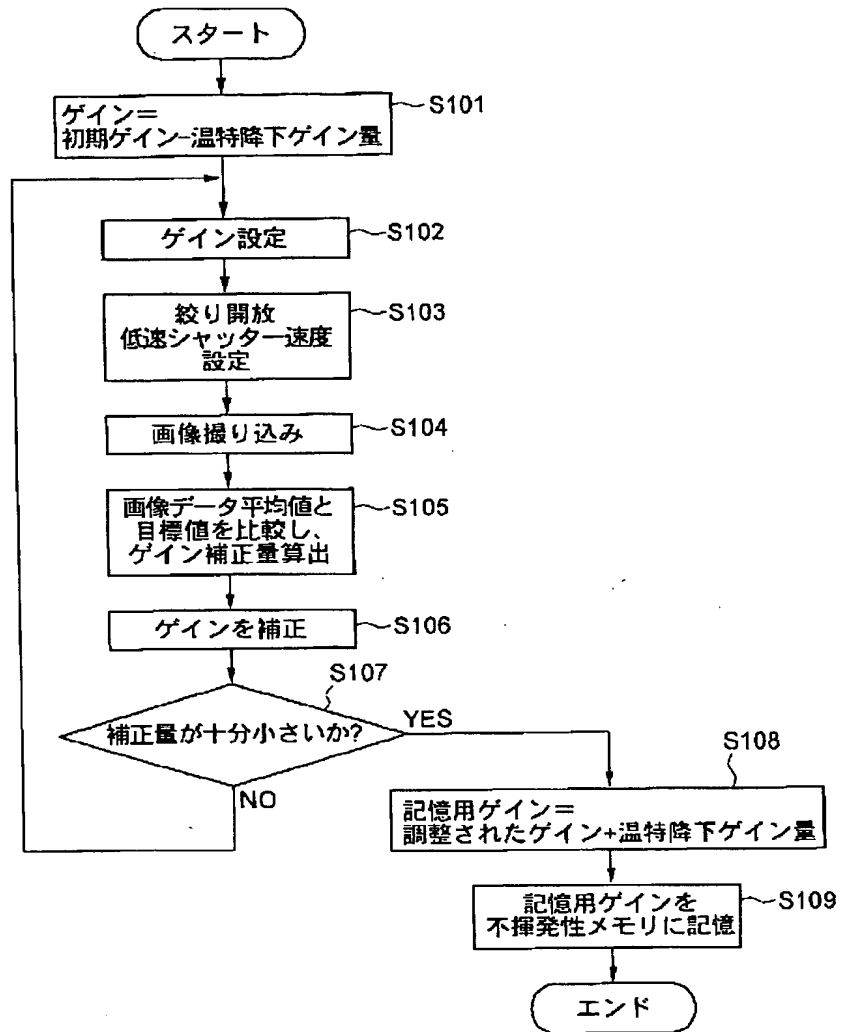 スタート
ゲイン=
初期ゲイン-温特降下ゲイン量
S101
ゲイン設定
S102
絞り開放
低速シャッター速度
設定
S103
画像撮り込み
S104
画像データ平均値と
目標値を比較し、
ゲイン補正量算出
S105
ゲインを補正
S106
S107
補正量が十分小さいか?
YES
NO
S108
記憶用ゲイン=
調整されたゲイン+温特降下ゲイン量
記憶用ゲインを
不揮発性メモリに記憶
S109
エンド